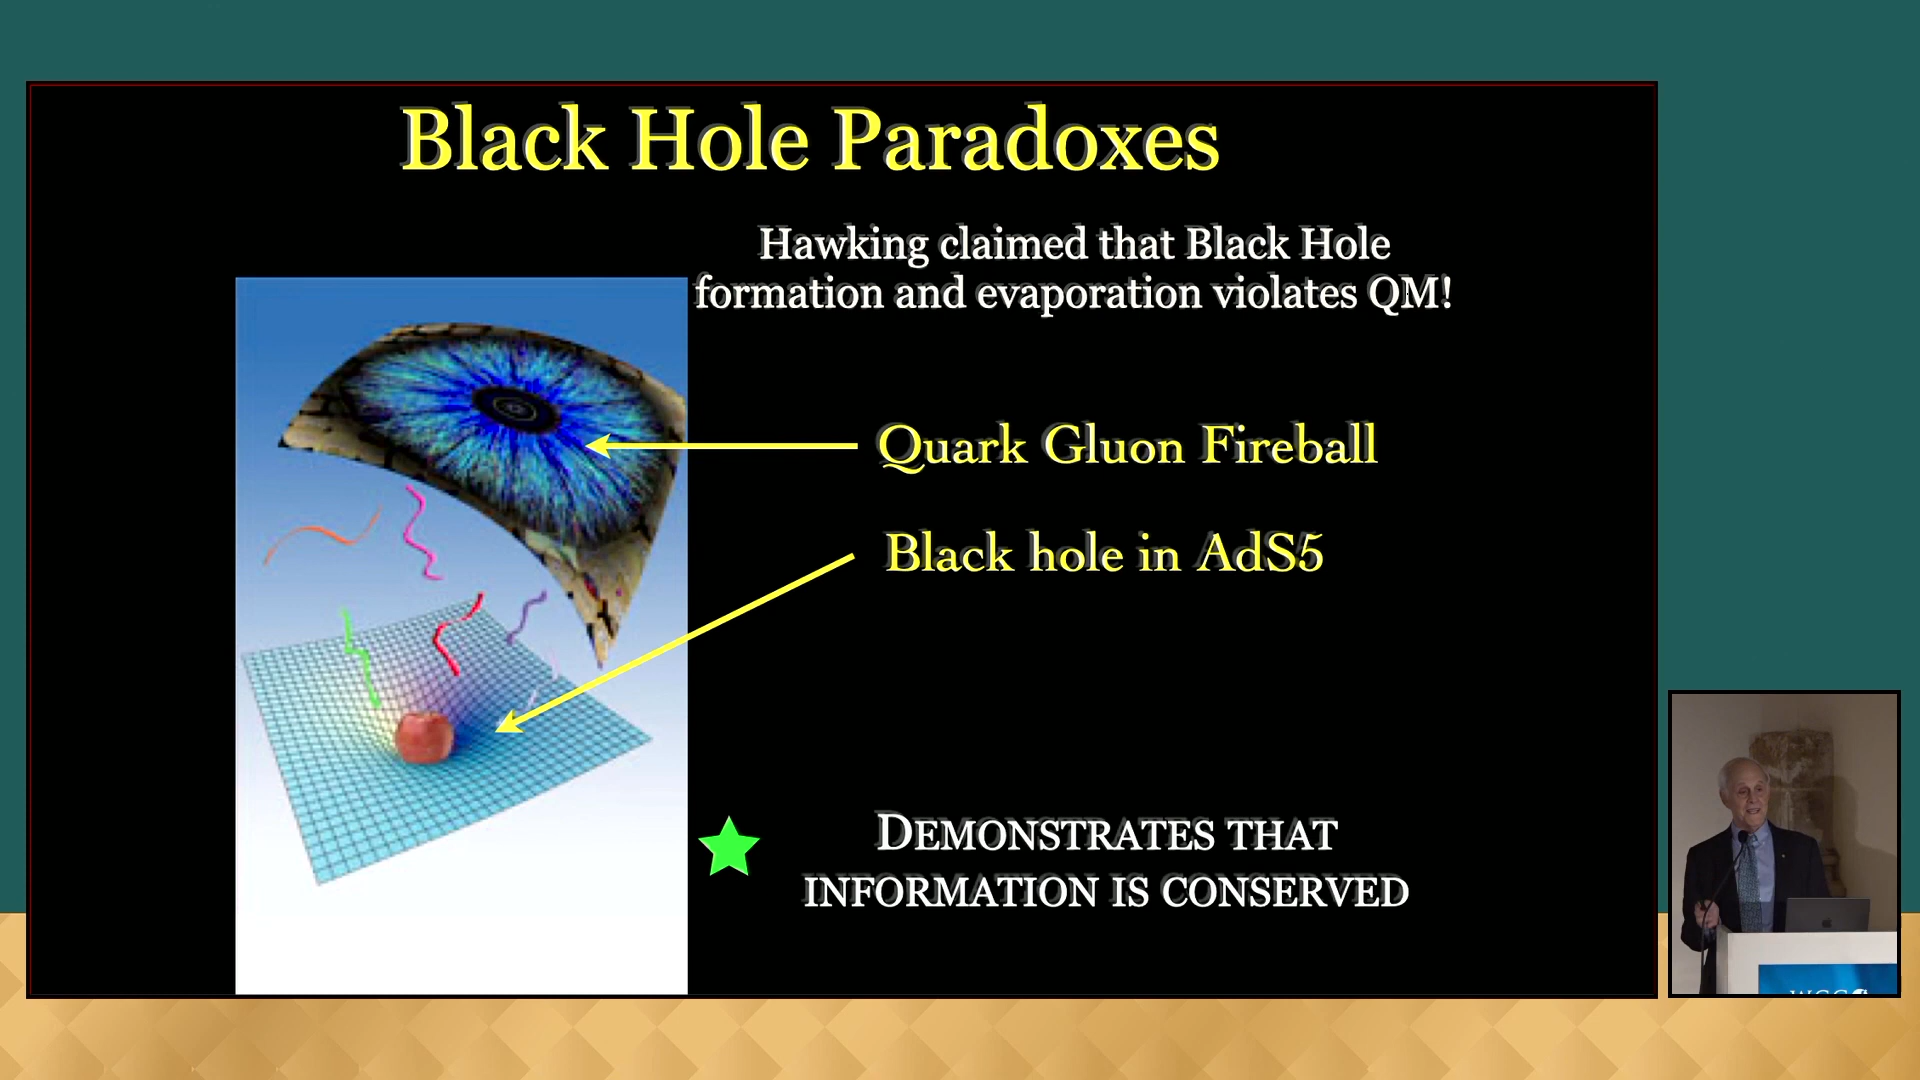 Black Hole Paradoxes
Hawking claimed that Black Hole
formation and evaporation violates QM!
Quark Gluon Fireball
Black hole in AdS5
DEMONSTRATES THAT
INFORMATION IS CONSERVED